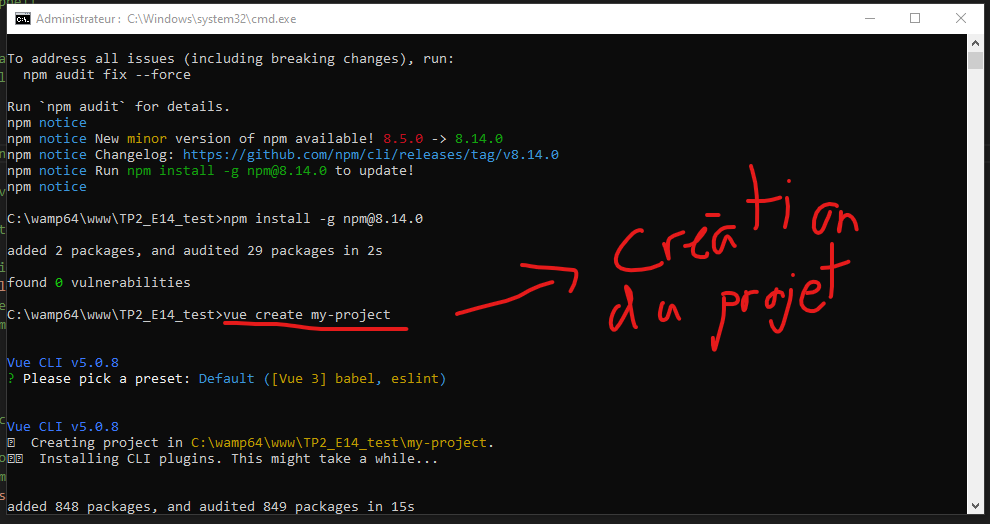 Administrateur : C:\Windows\system32\cmd.exe
To address all issues (including breaking changes), run:
npm audit fix --force
Run `npm audit` for details.
npm notice
npm notice New minor version of npm available! 8.5.0 -> 8.14.0
npm notice Changelog: https://github.com/npm/cli/releases/tag/v8.14.0
npm notice Run npm install -g npm@8.14.0 to update!
npm notice
C:\wamp64\www\TP2_E14_test>npm install -g npm@8.14.0
added 2 packages, and audited 29 packages in 2s
found 0 vulnerabilities
C:\wamp64\www\TP2_E14_test>vue create my-project
Création
du projet
Vue CLI v5.0.8
? Please pick a preset: Default ([Vue 3] babel, eslint)
Vue CLI v5.0.8
Creating project in C:\wamp64\www\TP2_E14_test\my-project.
Installing CLI plugins. This might take a while...
added 848 packages, and audited 849 packages in 15s